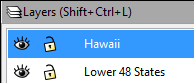 Layers (Shift+Ctrl+L)
Hawaii
Lower 48 States